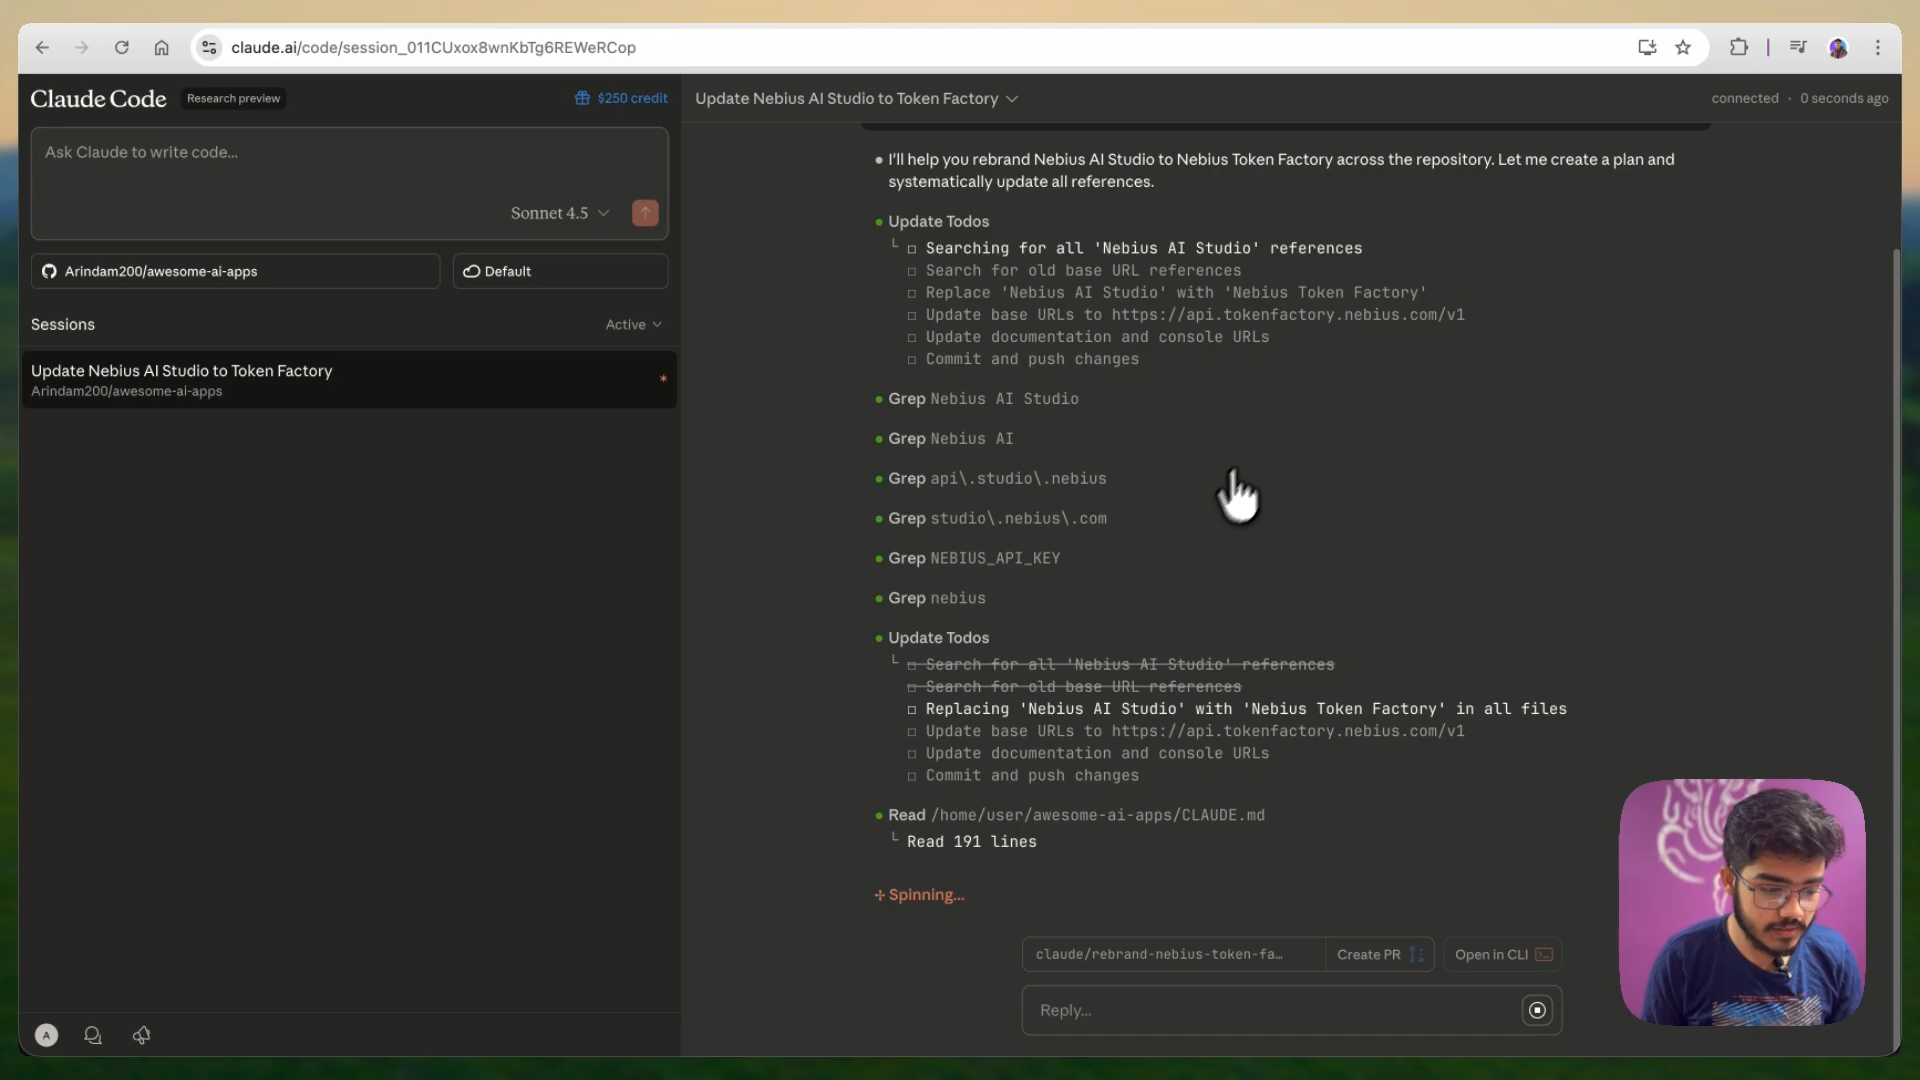 claude.ai/code/session_011CUxox8wnKbTg6REWeRCop
Claude Code
Research preview
$250 credit
Ask Claude to write code...
Sonnet 4.5
Arindam200/awesome-ai-apps
Default
Sessions
Active
Update Nebius AI Studio to Token Factory
Arindam200/awesome-ai-apps
A
Update Nebius AI Studio to Token Factory
connected · 0 seconds ago
I'll help you rebrand Nebius AI Studio to Nebius Token Factory across the repository. Let me create a plan and
systematically update all references.
Update Todos
Searching for all 'Nebius AI Studio' references
Search for old base URL references
Replace 'Nebius AI Studio' with 'Nebius Token Factory'
Update base URLs to https://api.tokenfactory.nebius.com/v1
Update documentation and console URLs
Commit and push changes
Grep Nebius AI Studio
Grep Nebius AI
Grep api\.studio\.nebius
Grep studio\.nebius\.com
Grep NEBIUS_API_KEY
Grep nebius
Update Todos
Search for all 'Nebius AI Studio' references
Search for old base URL references
Replacing 'Nebius AI Studio' with 'Nebius Token Factory' in all files
Update base URLs to https://api.tokenfactory.nebius.com/v1
Update documentation and console URLs
Commit and push changes
Read /home/user/awesome-ai-apps/CLAUDE.md
Read 191 lines
Spinning...
claude/rebrand-nebius-token-fa...
Create PR
Open in CLI
Reply...